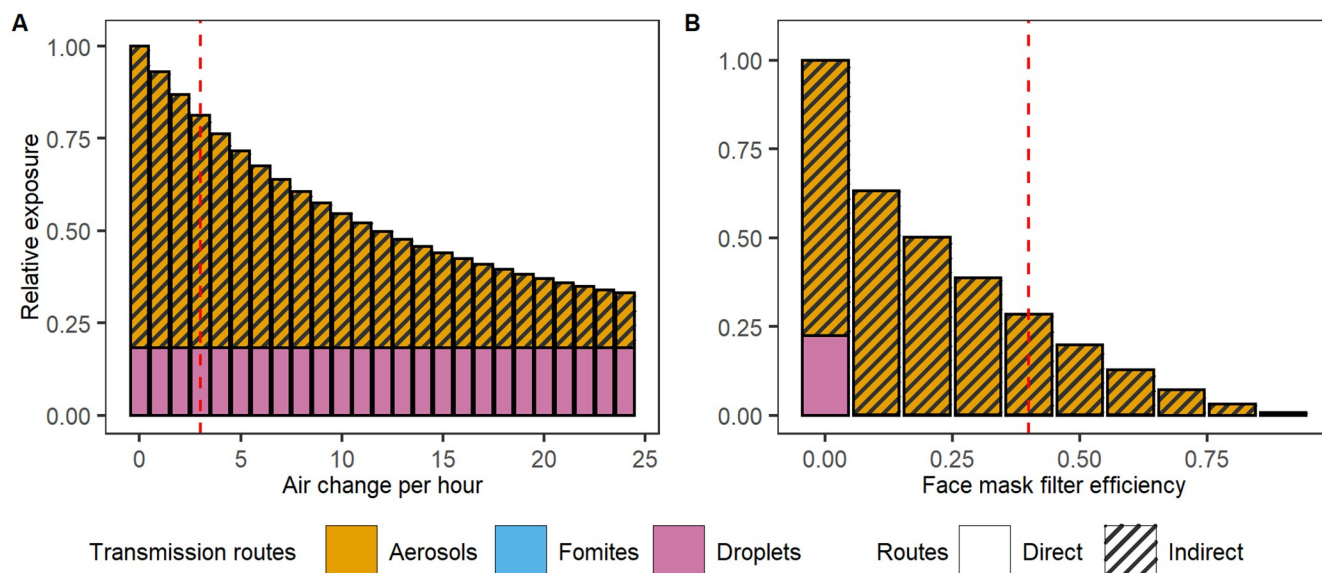 A
B
Relative exposure
1.00
0.75
0.50
0.25
0.00
0 5 10 15 20 25
Air change per hour
1.00
0.75
0.50
0.25
0.00
0.00 0.25 0.50 0.75
Face mask filter efficiency
Transmission routes Aerosols Fomites Droplets Routes Direct Indirect